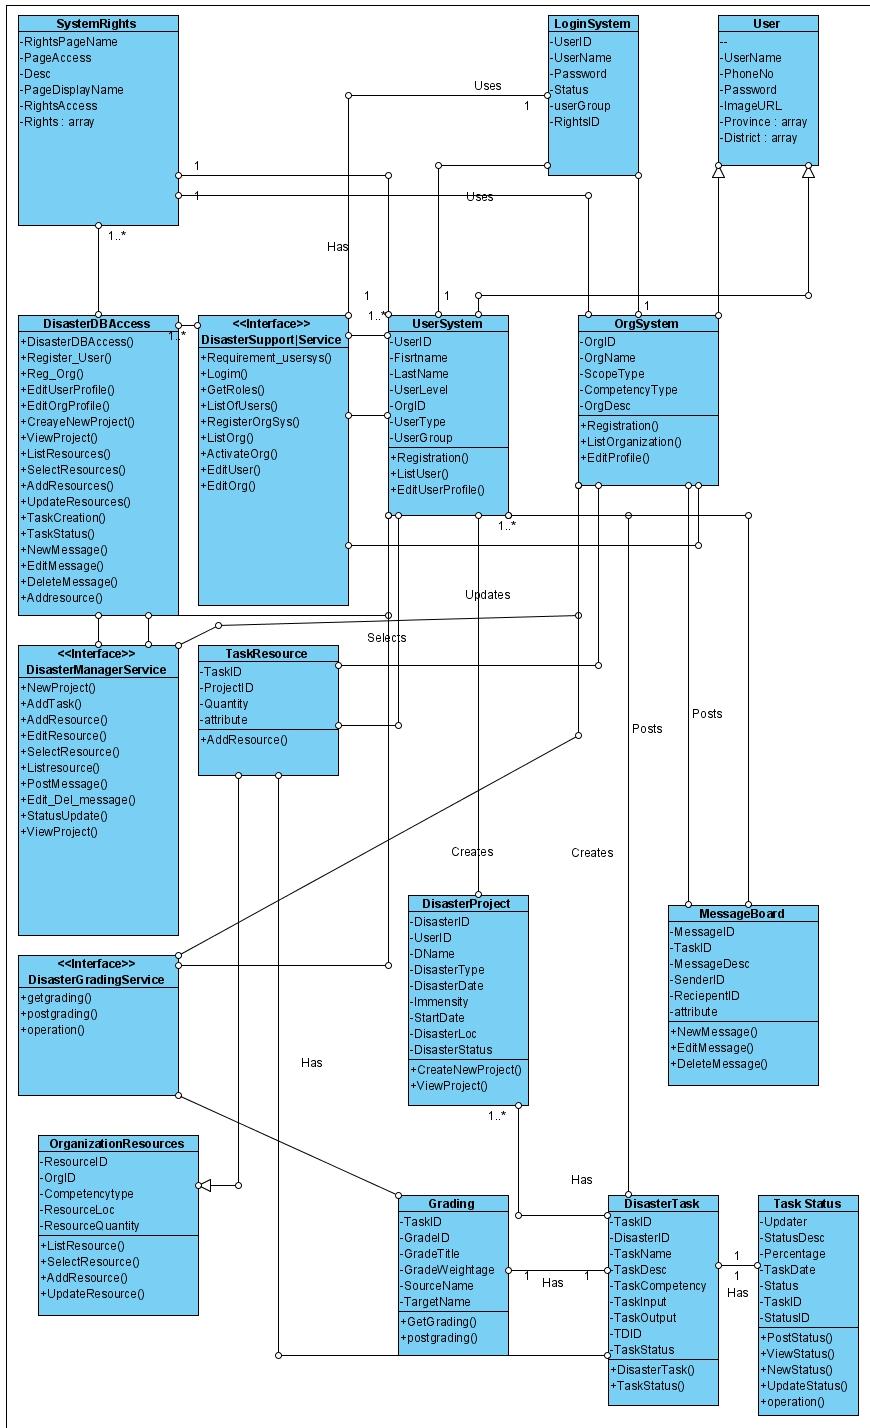 SystemRights
-RightsPageName
-PageAccess
-Desc
-PageDisplayName
-RightsAccess
-Rights : array
LoginSystem
-UserID
-UserName
-Password
-Status
-userGroup
-RightsID
User
--
-UserName
-PhoneNo
-Password
-ImageURL
-Province : array
-District : array
Uses
1
1
1
Uses
1..*
Has
1
1
1..*
1
1..*
DisasterDBAccess
+DisasterDBAccess()
+Register_User()
+Reg_Org()
+EditUserProfile()
+EditOrgProfile()
+CreayeNewProject()
+ViewProject()
+ListResources()
+SelectResources()
+AddResources()
+UpdateResources()
+TaskCreation()
+TaskStatus()
+NewMessage()
+EditMessage()
+DeleteMessage()
+Addresource()
<<Interface>>
DisasterSupport|Service
+Requirement_usersys()
+Logim()
+GetRoles()
+ListOfUsers()
+RegisterOrgSys()
+ListOrg()
+ActivateOrg()
+EditUser()
+EditOrg()
UserSystem
-UserID
-Fisrtname
-LastName
-UserLevel
-OrgID
-UserType
-UserGroup
+Registration()
+ListUser()
+EditUserProfile()
OrgSystem
-OrgID
-OrgName
-ScopeType
-CompetencyType
-OrgDesc
+Registration()
+ListOrganization()
+EditProfile()
1..*
Updates
Selects
<<Interface>>
DisasterManagerService
+NewProject()
+AddTask()
+AddResource()
+EditResource()
+SelectResource()
+Listresource()
+PostMessage()
+Edit_Del_message()
+StatusUpdate()
+ViewProject()
TaskResource
-TaskID
-ProjectID
-Quantity
-attribute
+AddResource()
Posts
Posts
Creates
Creates
DisasterProject
-DisasterID
-UserID
-DName
-DisasterType
-DisasterDate
-Immensity
-StartDate
-DisasterLoc
-DisasterStatus
+CreateNewProject()
+ViewProject()
MessageBoard
-MessageID
-TaskID
-MessageDesc
-SenderID
-ReciepentID
-attribute
+NewMessage()
+EditMessage()
+DeleteMessage()
<<Interface>>
DisasterGradingService
+getgrading()
+postgrading()
+operation()
Has
1..*
Has
OrganizationResources
-ResourceID
-OrgID
-Competencytype
-ResourceLoc
-ResourceQuantity
+ListResource()
+SelectResource()
+AddResource()
+UpdateResource()
Grading
-TaskID
-GradeID
-GradeTitle
-GradeWeightage
-SourceName
-TargetName
+GetGrading()
+postgrading()
1
Has
1
DisasterTask
-TaskID
-DisasterID
-TaskName
-TaskDesc
-TaskCompetency
-TaskInput
-TaskOutput
-TDID
-TaskStatus
+DisasterTask()
+TaskStatus()
1
1
Has
Task Status
-Updater
-StatusDesc
-Percentage
-TaskDate
-Status
-TaskID
-StatusID
+PostStatus()
+ViewStatus()
+NewStatus()
+UpdateStatus()
+operation()